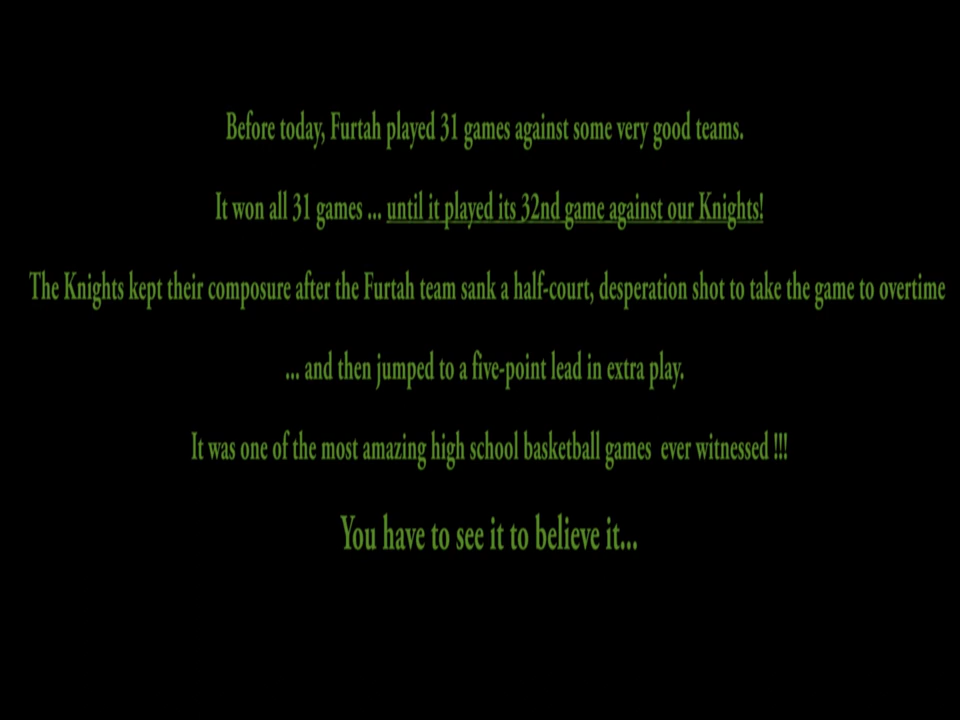 Before today, Furtah played 31 games against some very good teams.
It won all 31 games ... until it played its 32nd game against our Knights!
The Knights kept their composure after the Furtah team sank a half-court, desperation shot to take the game to overtime
... and then jumped to a five-point lead in extra play.
It was one of the most amazing high school basketball games  ever witnessed !!!
You have to see it to believe it...